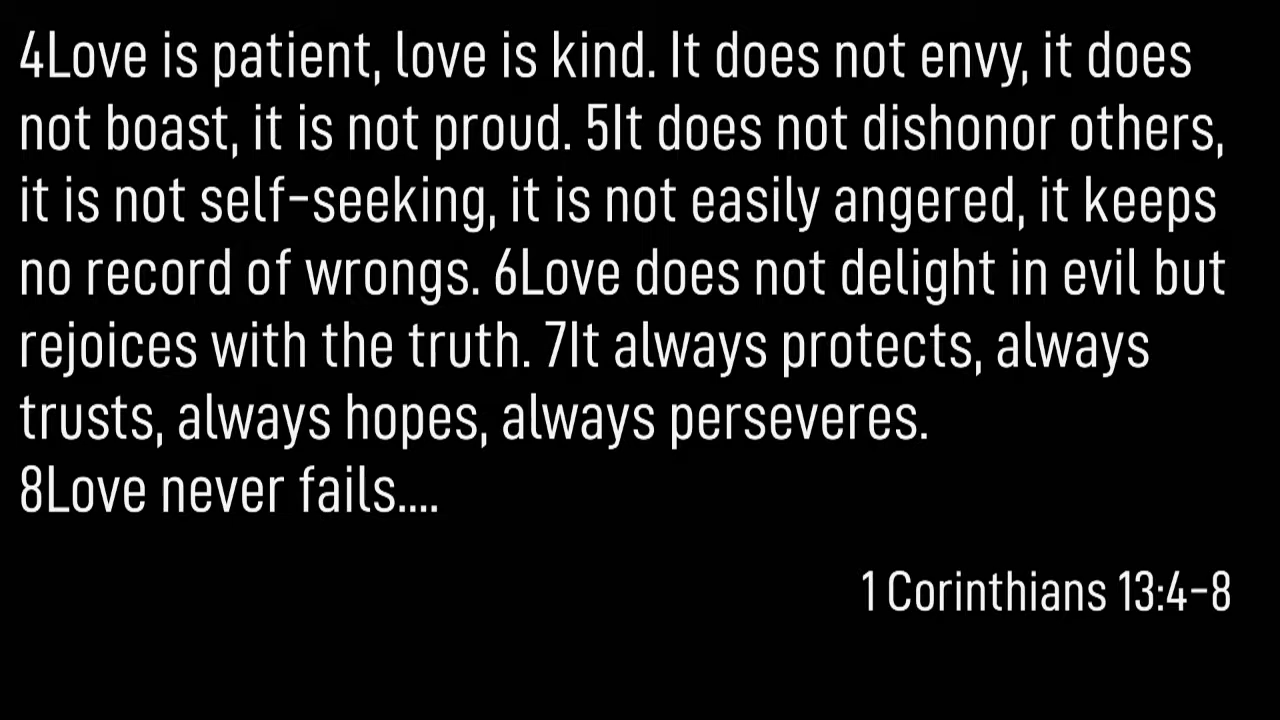 4Love is patient, love is kind. It does not envy, it does
not boast, it is not proud. 5It does not dishonor others,
it is not self-seeking, it is not easily angered, it keeps
no record of wrongs. 6Love does not delight in evil but
rejoices with the truth. 7It always protects, always
trusts, always hopes, always perseveres.
8Love never fails....
1 Corinthians 13:4-8